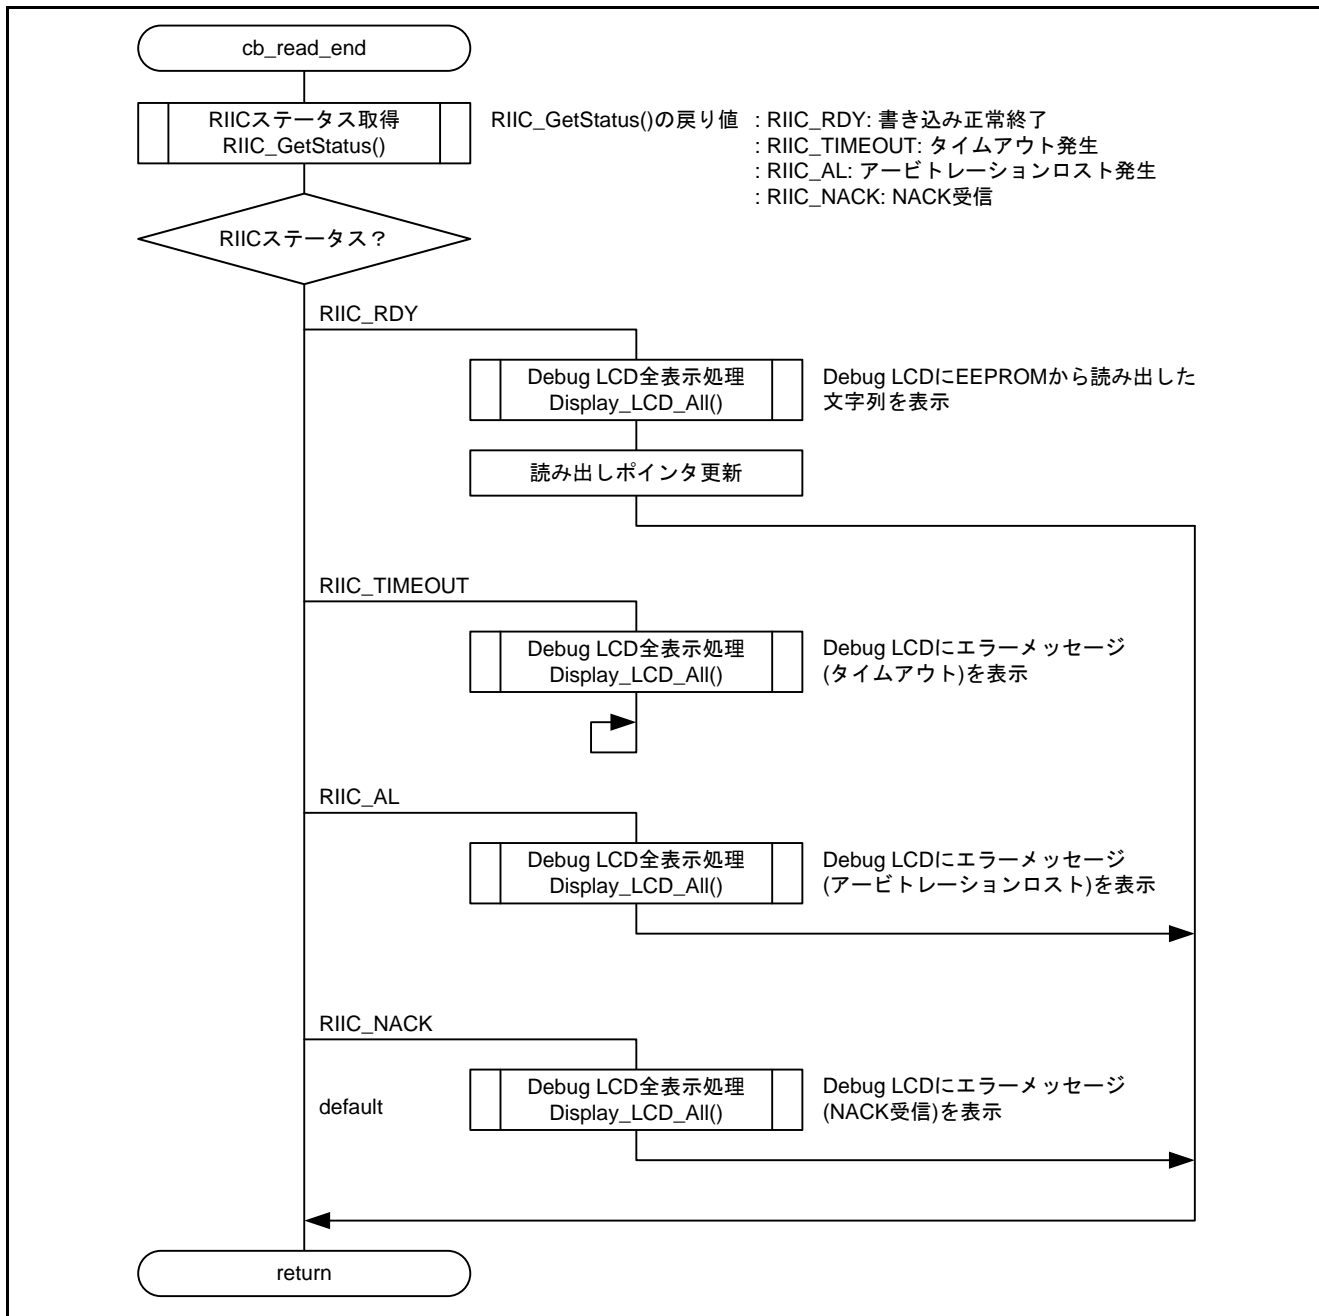 cb_read_end
RIICステータス取得
RIIC_GetStatus()
RIIC_GetStatus()の戻り値 : RIIC_RDY: 書き込み正常終了
: RIIC_TIMEOUT: タイムアウト発生
: RIIC_AL: アービトレーションロスト発生
: RIIC_NACK: NACK受信
RIICステータス？
RIIC_RDY
Debug LCD全表示処理
Display_LCD_All()
Debug LCDにEEPROMから読み出した
文字列を表示
読み出しポインタ更新
RIIC_TIMEOUT
Debug LCD全表示処理
Display_LCD_All()
Debug LCDにエラーメッセージ
(タイムアウト)を表示
RIIC_AL
Debug LCD全表示処理
Display_LCD_All()
Debug LCDにエラーメッセージ
(アービトレーションロスト)を表示
RIIC_NACK
Debug LCD全表示処理
Display_LCD_All()
Debug LCDにエラーメッセージ
(NACK受信)を表示
default
return